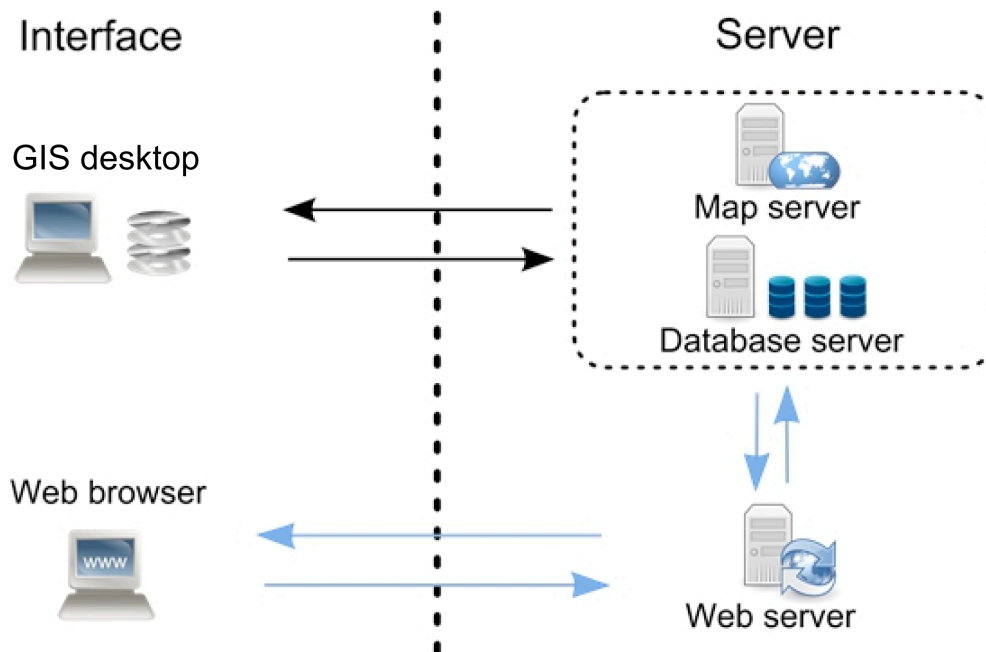 Interface
Server
GIS desktop
Map server
Database server
Web browser
www
Web server